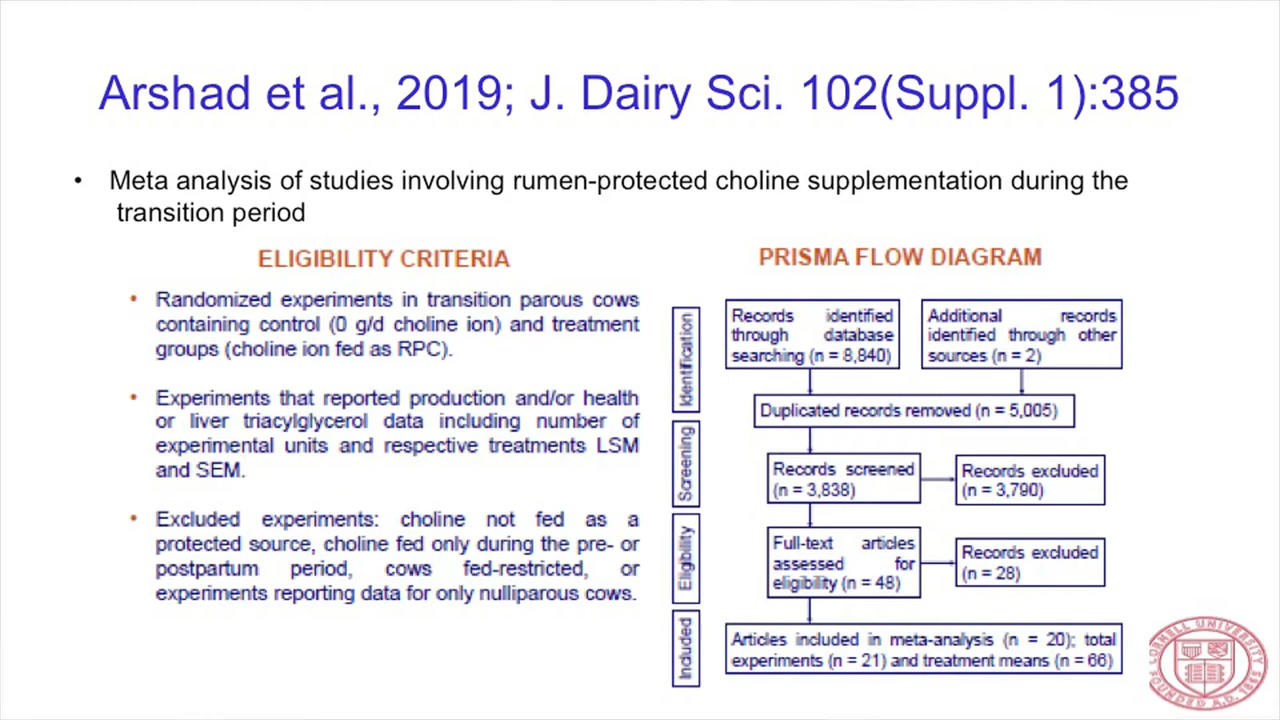 Arshad et al., 2019; J. Dairy Sci. 102(Suppl. 1):385
• Meta analysis of studies involving rumen-protected choline supplementation during the
transition period
ELIGIBILITY CRITERIA
• Randomized experiments in transition parous cows
containing control (0 g/d choline ion) and treatment
groups (choline ion fed as RPC).
• Experiments that reported production and/or health
or liver triacylglycerol data including number of
experimental units and respective treatments LSM
and SEM.
• Excluded experiments: choline not fed as a
protected source, choline fed only during the pre- or
postpartum period, cows fed-restricted, or
experiments reporting data for only nulliparous cows.
PRISMA FLOW DIAGRAM
Identification
Records identified
through database
searching (n = 8,840)
Additional records
identified through other
sources (n = 2)
Duplicated records removed (n = 5,005)
Screening
Records screened
(n = 3,838)
Records excluded
(n = 3,790)
Eligibility
Full-text articles
assessed for
eligibility (n = 48)
Records excluded
(n = 28)
Included
Articles included in meta-analysis (n = 20); total
experiments (n = 21) and treatment means (n = 66)
CORNELL UNIVERSITY
FOUNDED A.D. 1865